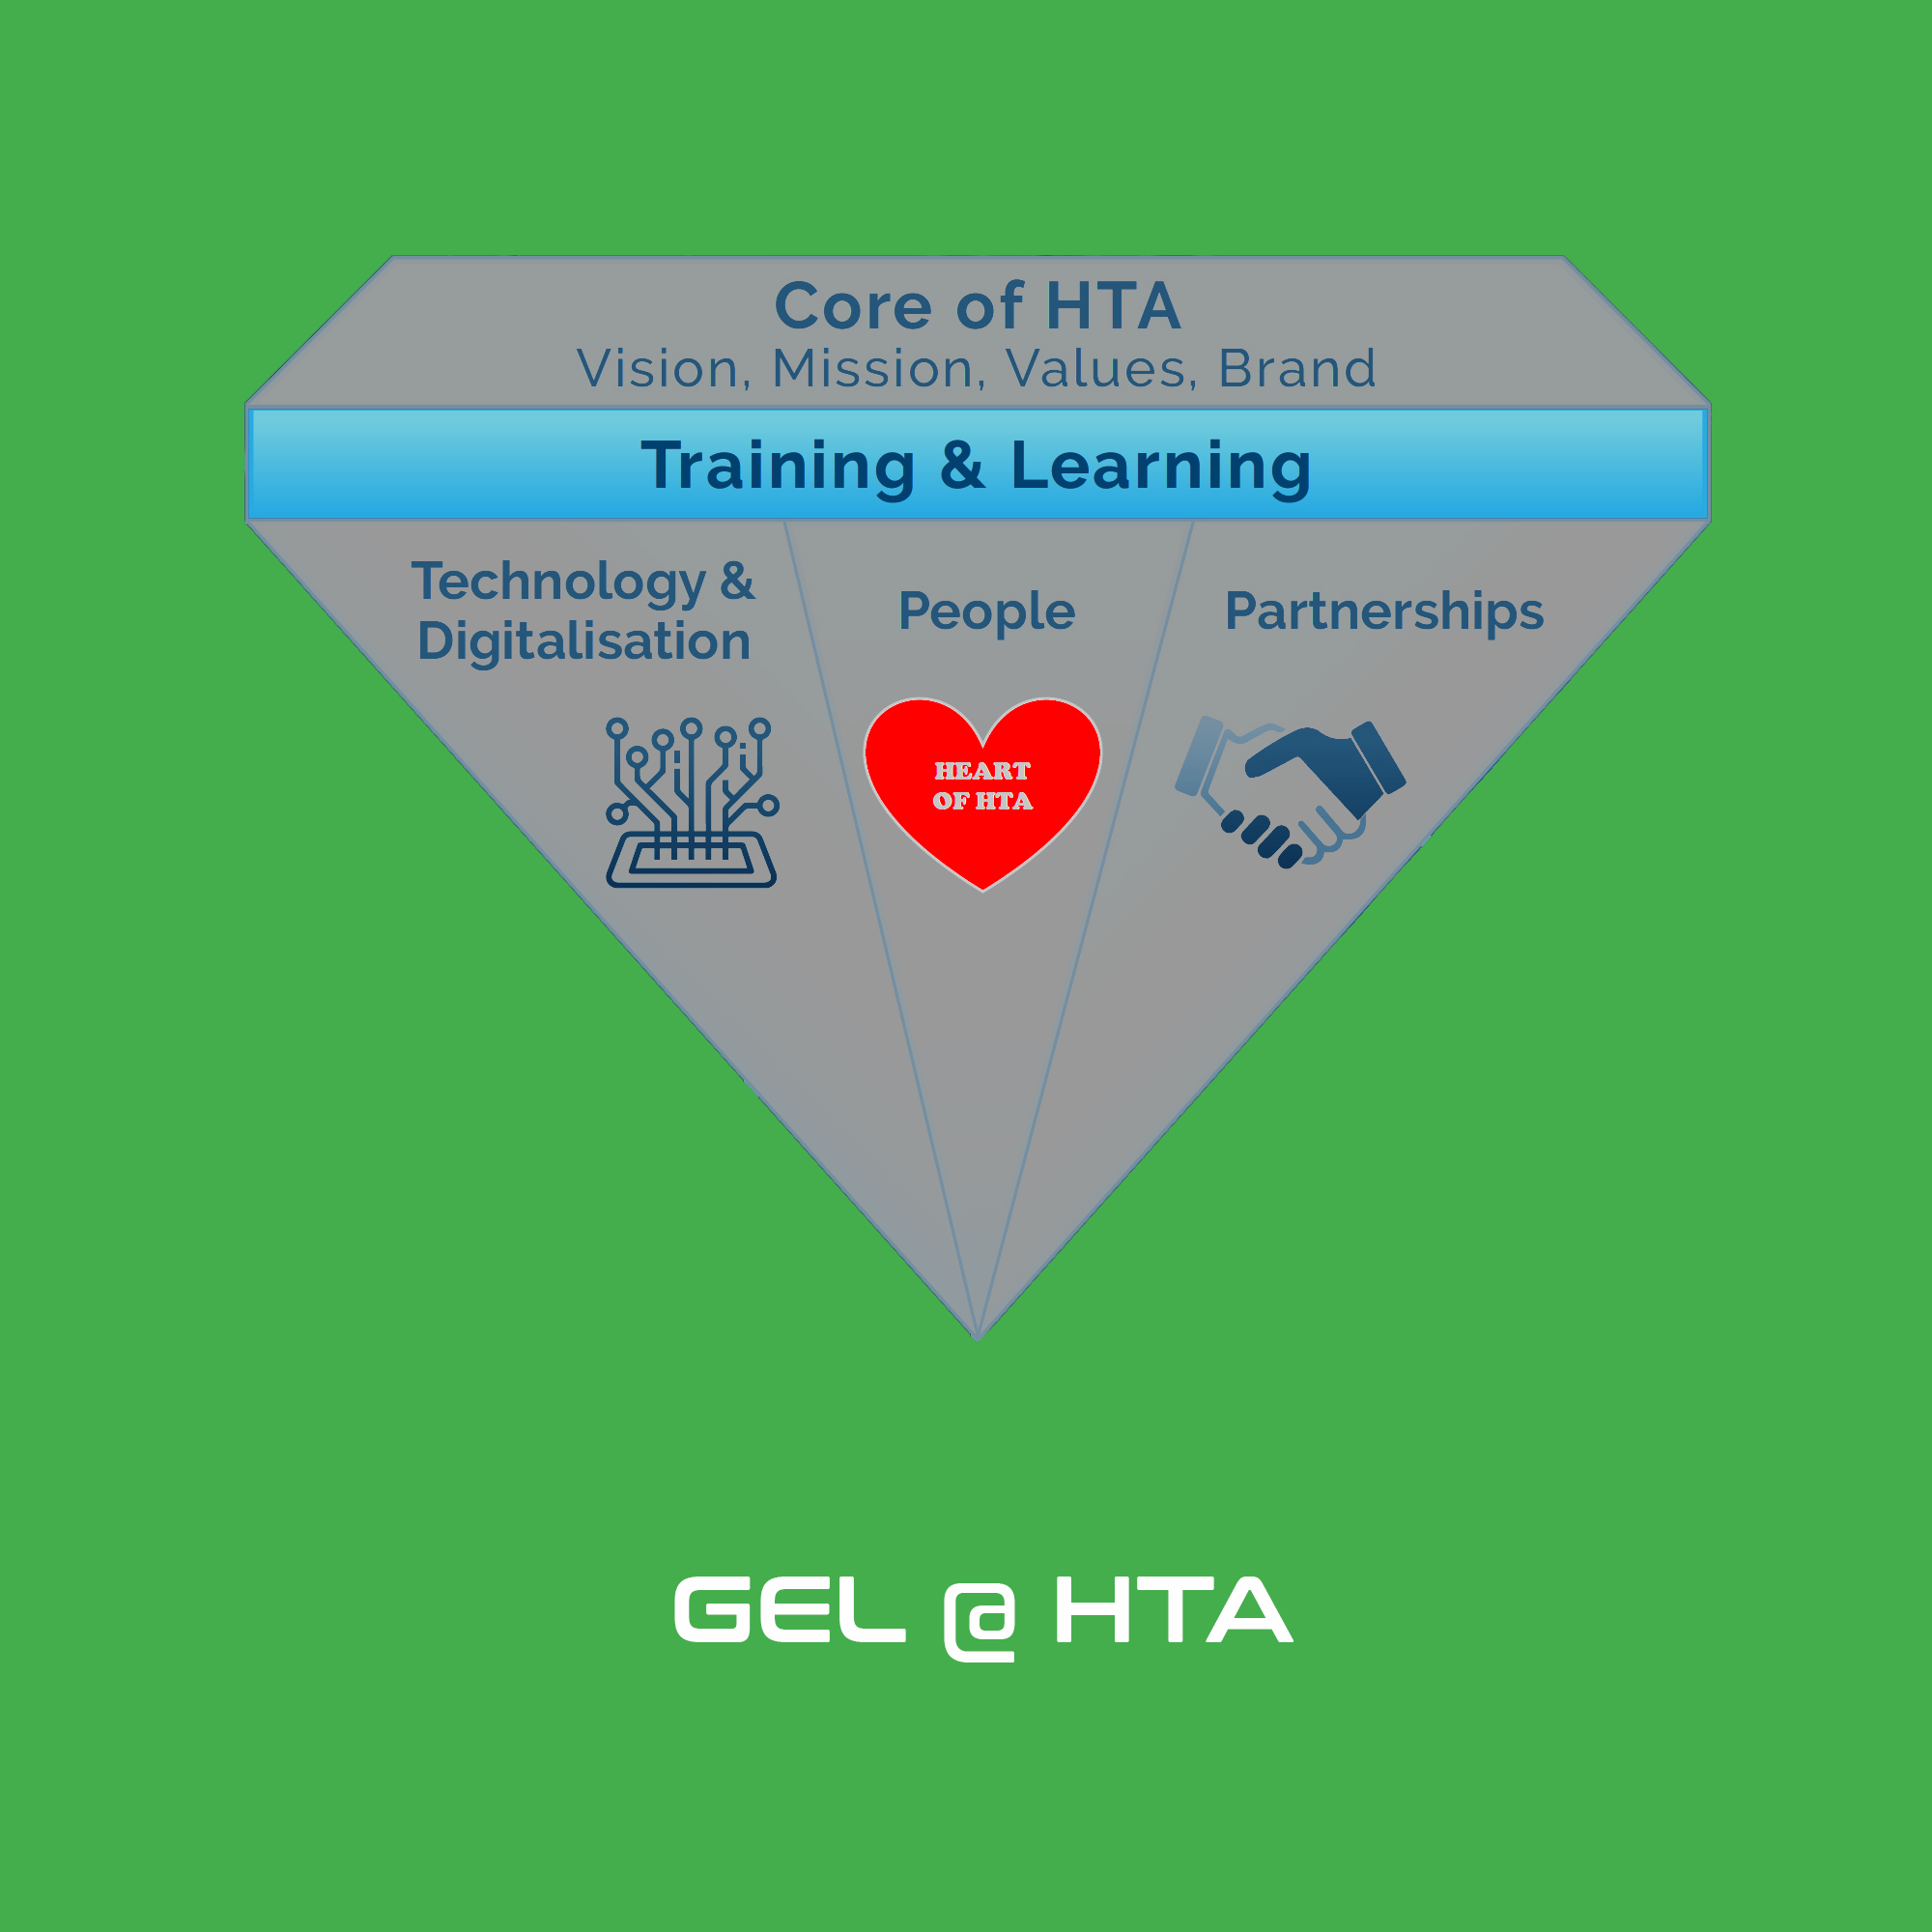 Core of HTA
Vision, Mission, Values, Brand
Training & Learning
Technology &
Digitalisation
People
Partnerships
HEART
OF HTA
GEL @ HTA